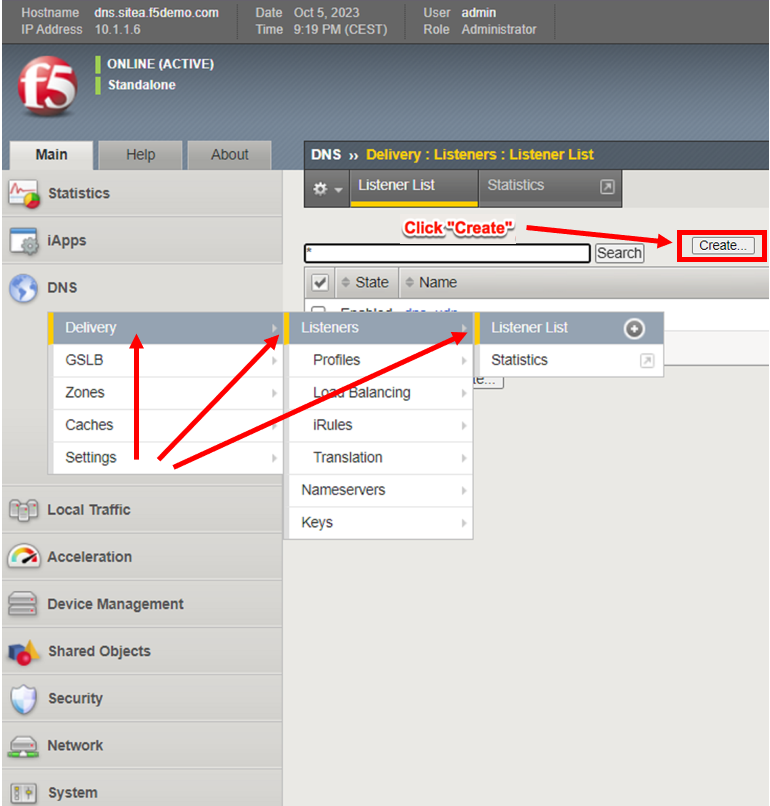 Hostname dns.sitea.f5demo.com Date Oct 5, 2023 User admin
IP Address 10.1.1.6 Time 9:19 PM (CEST) Role Administrator
f5
ONLINE (ACTIVE)
Standalone
Main Help About
DNS ›› Delivery : Listeners : Listener List
Listener List Statistics
Statistics
Click "Create"
Create...
iApps
* Search
State Name
DNS
Enabled dns_udp
Delivery Listeners Listener List
GSLB Profiles Statistics
Zones Load Balancing
Caches iRules
Settings Translation
Nameservers
Keys
Local Traffic
Acceleration
Device Management
Shared Objects
Security
Network
System